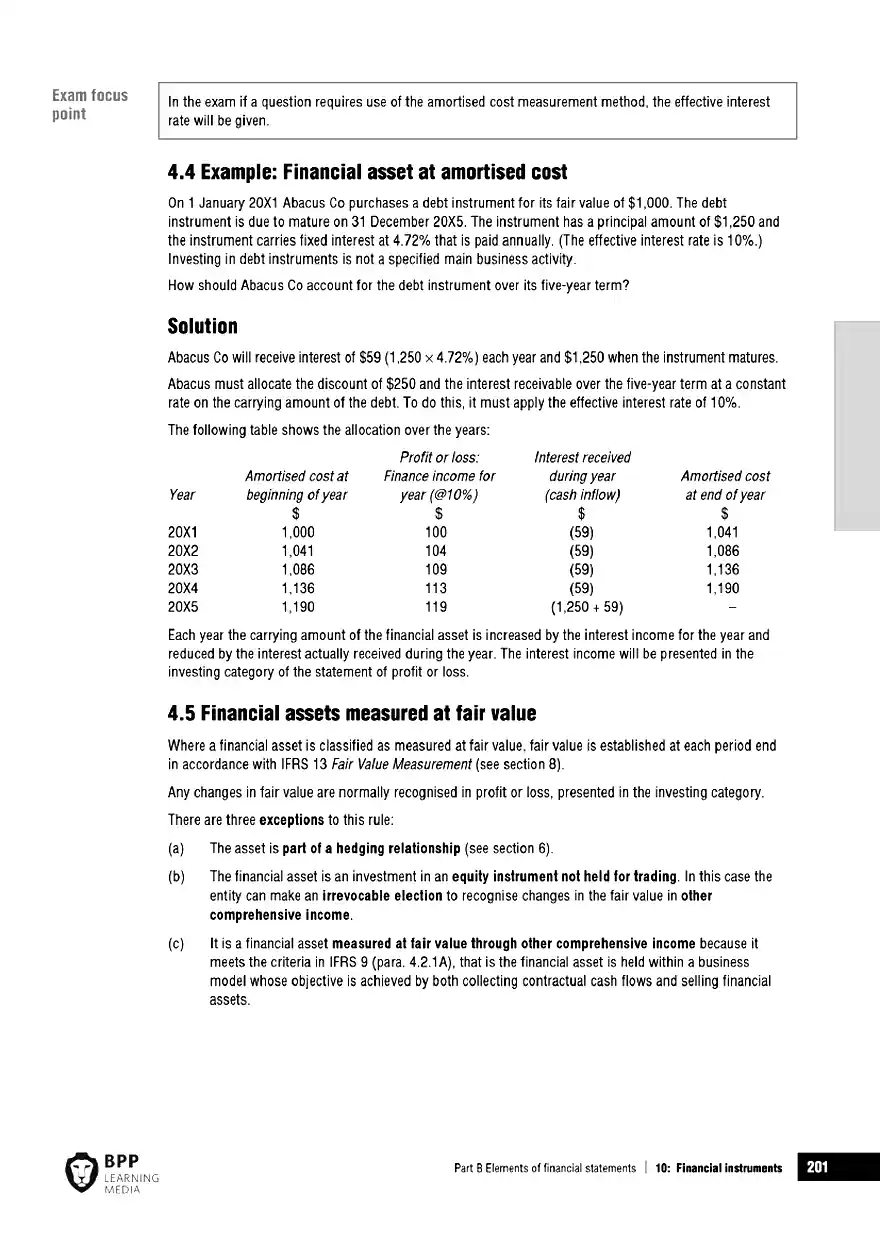 Exam focus
point
In the exam if a question requires use of the amortised cost measurement method, the effective interest
rate will be given.
4.4 Example: Financial asset at amortised cost
On 1 January 20X1 Abacus Co purchases a debt instrument for its fair value of $1,000. The debt
instrument is due to mature on 31 December 20X5. The instrument has a principal amount of $1,250 and
the instrument carries fixed interest at 4.72% that is paid annually. (The effective interest rate is 10%.)
Investing in debt instruments is not a specified main business activity.
How should Abacus Co account for the debt instrument over its five-year term?
Solution
Abacus Co will receive interest of $59 (1,250 × 4.72%) each year and $1,250 when the instrument matures.
Abacus must allocate the discount of $250 and the interest receivable over the five-year term at a constant
rate on the carrying amount of the debt. To do this, it must apply the effective interest rate of 10%.
The following table shows the allocation over the years:
Profit or loss: Interest received
Amortised cost at Finance income for during year Amortised cost
Year beginning of year year (@10%) (cash inflow) at end of year
$ $ $ $
20X1 1,000 100 (59) 1,041
20X2 1,041 104 (59) 1,086
20X3 1,086 109 (59) 1,136
20X4 1,136 113 (59) 1,190
20X5 1,190 119 (1,250 + 59) –
Each year the carrying amount of the financial asset is increased by the interest income for the year and
reduced by the interest actually received during the year. The interest income will be presented in the
investing category of the statement of profit or loss.
4.5 Financial assets measured at fair value
Where a financial asset is classified as measured at fair value, fair value is established at each period end
in accordance with IFRS 13 Fair Value Measurement (see section 8).
Any changes in fair value are normally recognised in profit or loss, presented in the investing category.
There are three exceptions to this rule:
(a) The asset is part of a hedging relationship (see section 6).
(b) The financial asset is an investment in an equity instrument not held for trading. In this case the
entity can make an irrevocable election to recognise changes in the fair value in other
comprehensive income.
(c) It is a financial asset measured at fair value through other comprehensive income because it
meets the criteria in IFRS 9 (para. 4.2.1A), that is the financial asset is held within a business
model whose objective is achieved by both collecting contractual cash flows and selling financial
assets.
BPP
LEARNING
MEDIA
Part B Elements of financial statements | 10: Financial instruments 201